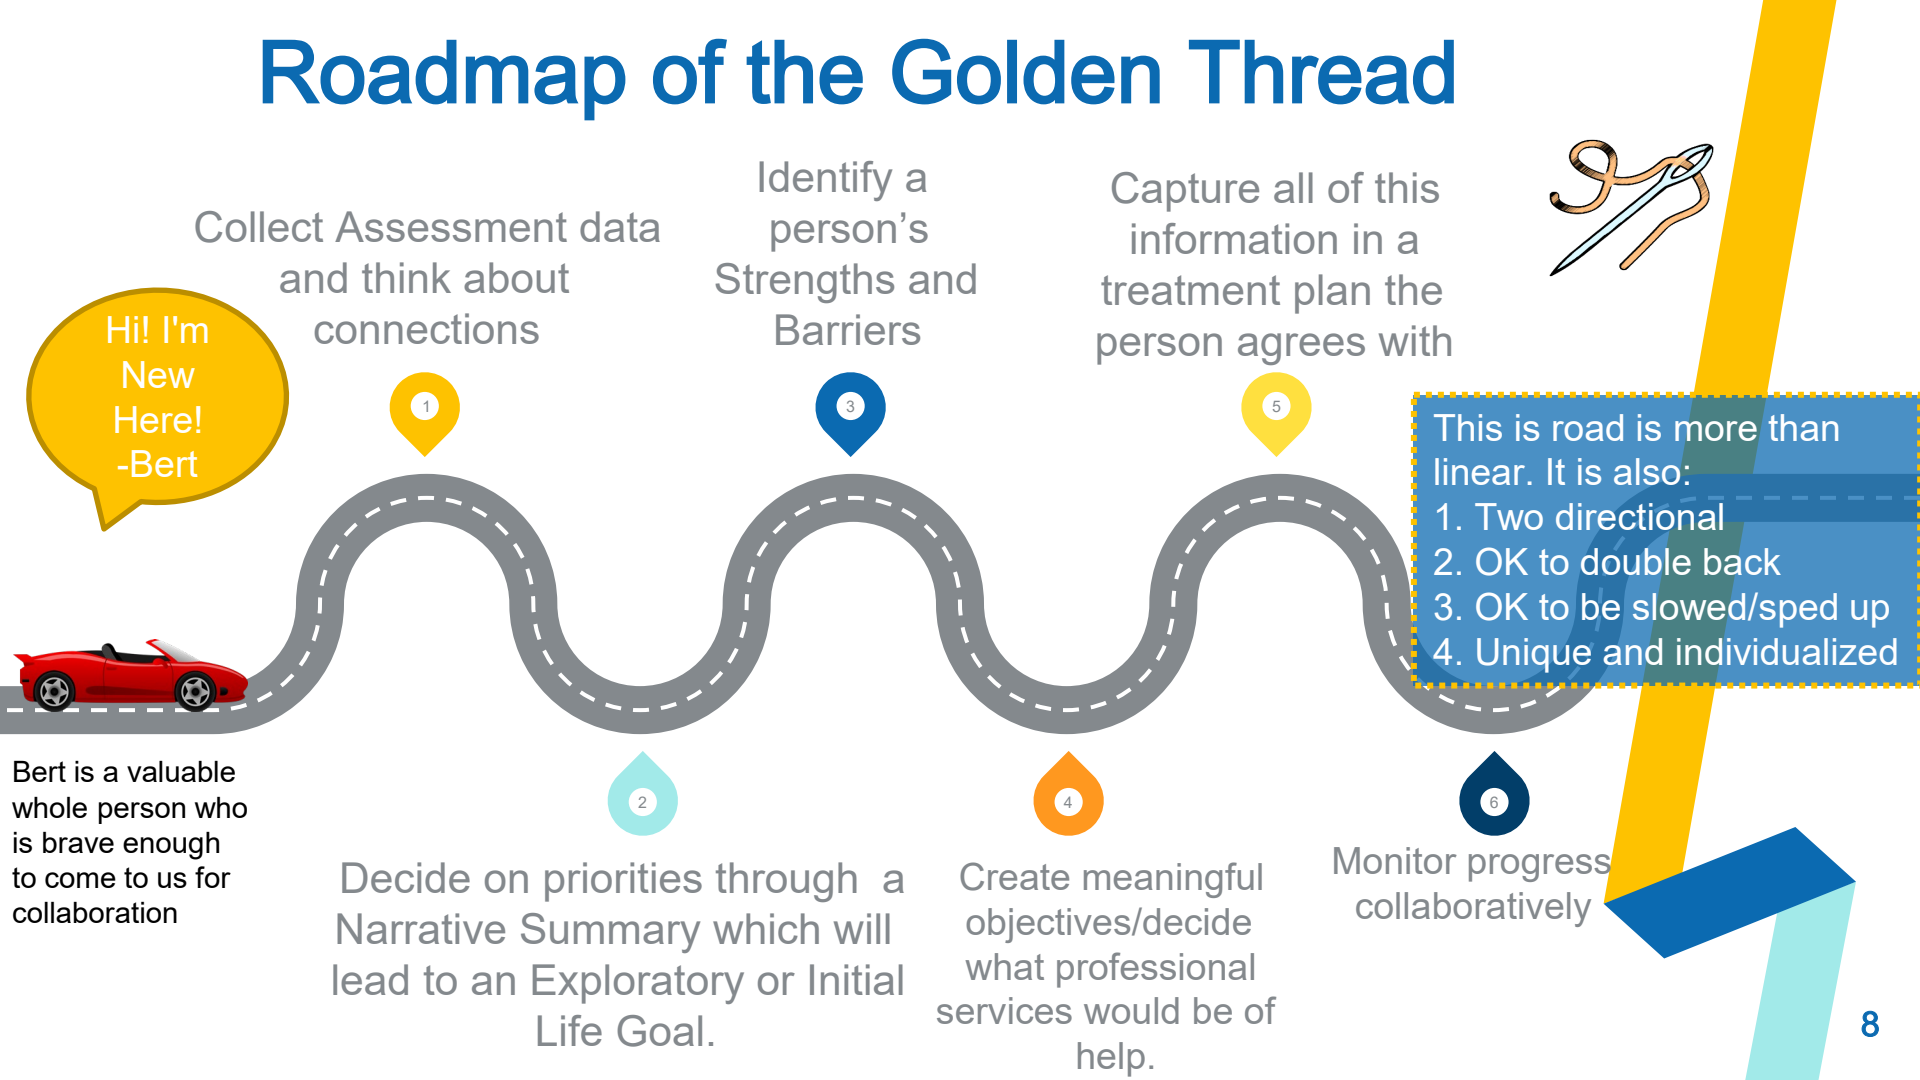 Roadmap of the Golden Thread
Hi! I'm
New
Here!
-Bert
Collect Assessment data
and think about
connections
1
Identify a
person’s
Strengths and
Barriers
3
Capture all of this
information in a
treatment plan the
person agrees with
5
This is road is more than
linear. It is also:
1. Two directional
2. OK to double back
3. OK to be slowed/sped up
4. Unique and individualized
Bert is a valuable
whole person who
is brave enough
to come to us for
collaboration
2
Decide on priorities through  a
Narrative Summary which will
lead to an Exploratory or Initial
Life Goal.
4
Create meaningful
objectives/decide
what professional
services would be of
help.
6
Monitor progress
collaboratively
8